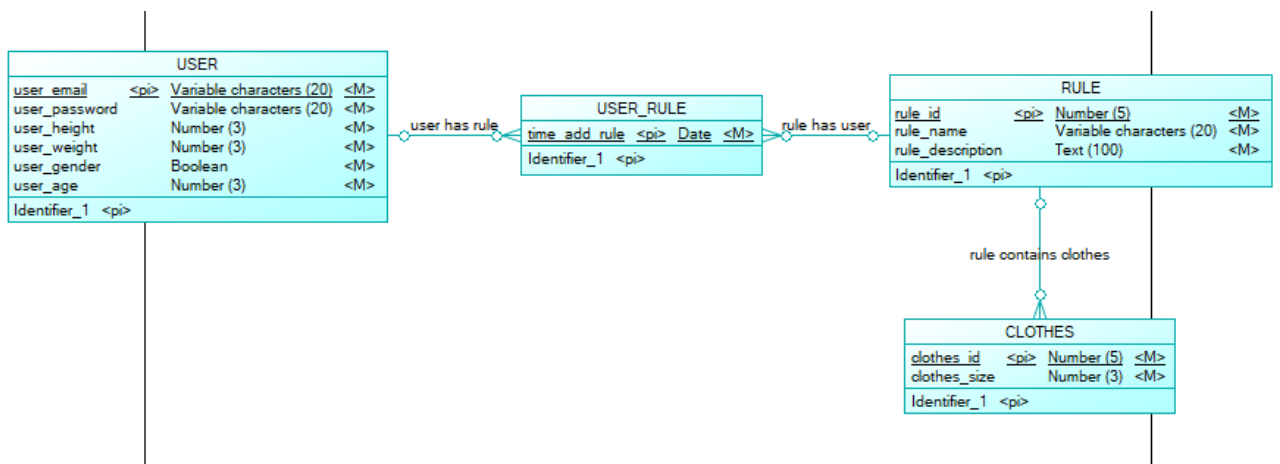 USER
user_email <pi> Variable characters (20) <M>
user_password Variable characters (20) <M>
user_height Number (3) <M>
user_weight Number (3) <M>
user_gender Boolean <M>
user_age Number (3) <M>
Identifier_1 <pi>
user has rule
USER_RULE
time_add_rule <pi> Date <M>
Identifier_1 <pi>
rule has user
RULE
rule_id <pi> Number (5) <M>
rule_name Variable characters (20) <M>
rule_description Text (100) <M>
Identifier_1 <pi>
rule contains clothes
CLOTHES
clothes_id <pi> Number (5) <M>
clothes_size Number (3) <M>
Identifier_1 <pi>